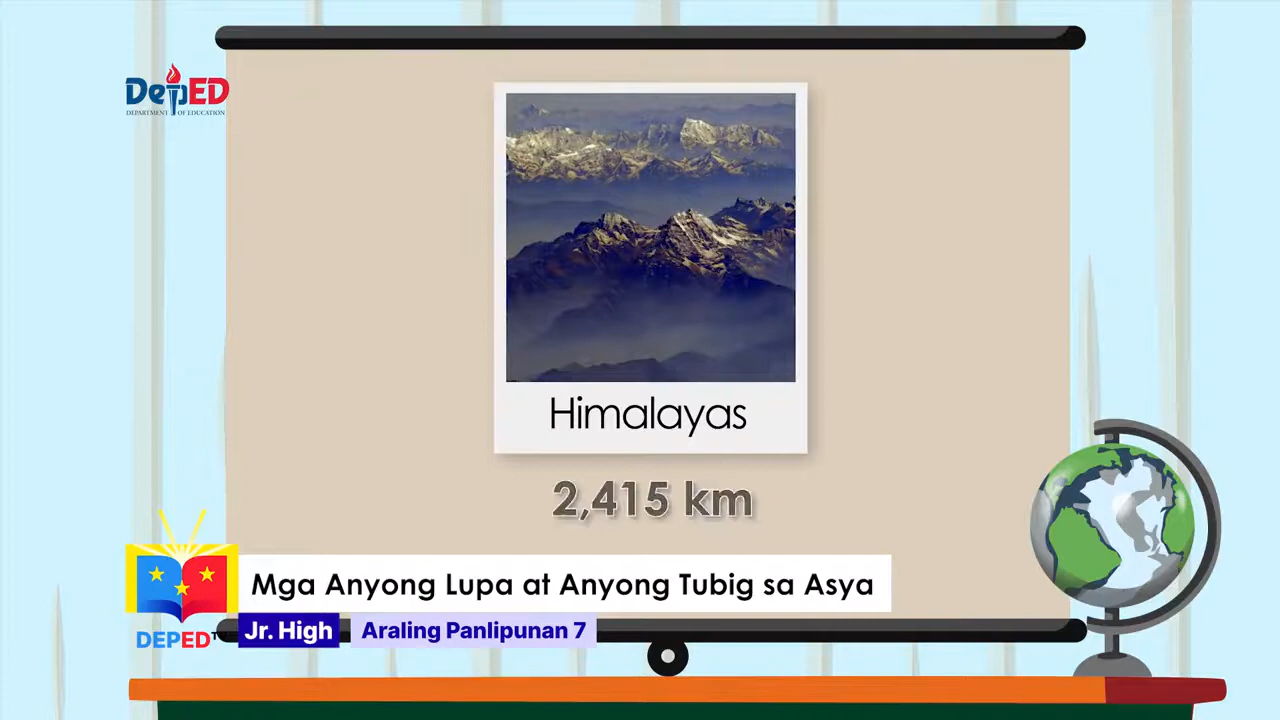 DepED
DEPARTMENT OF EDUCATION
Himalayas
2,415 km
Mga Anyong Lupa at Anyong Tubig sa Asya
DEPED
Jr. High
Araling Panlipunan 7